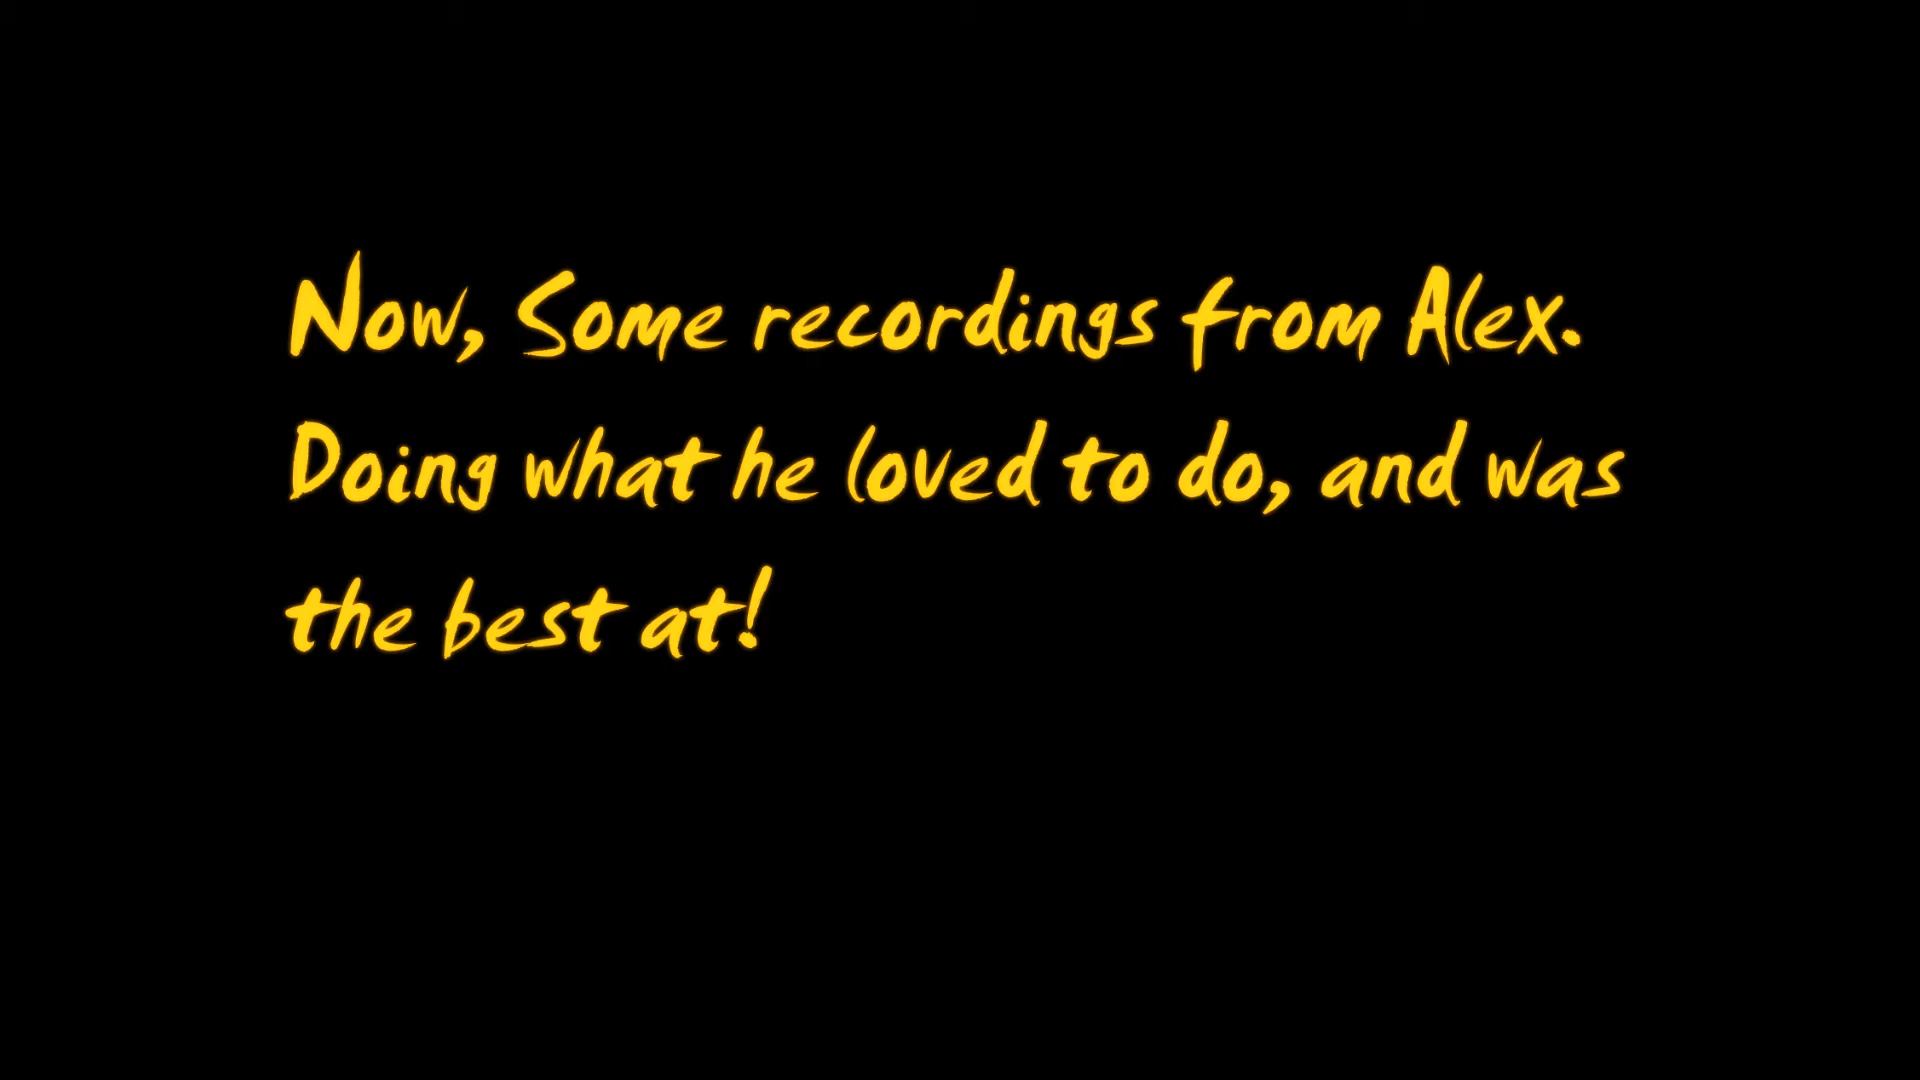 Now, Some recordings from Alex.
Doing what he loved to do, and was
the best at!